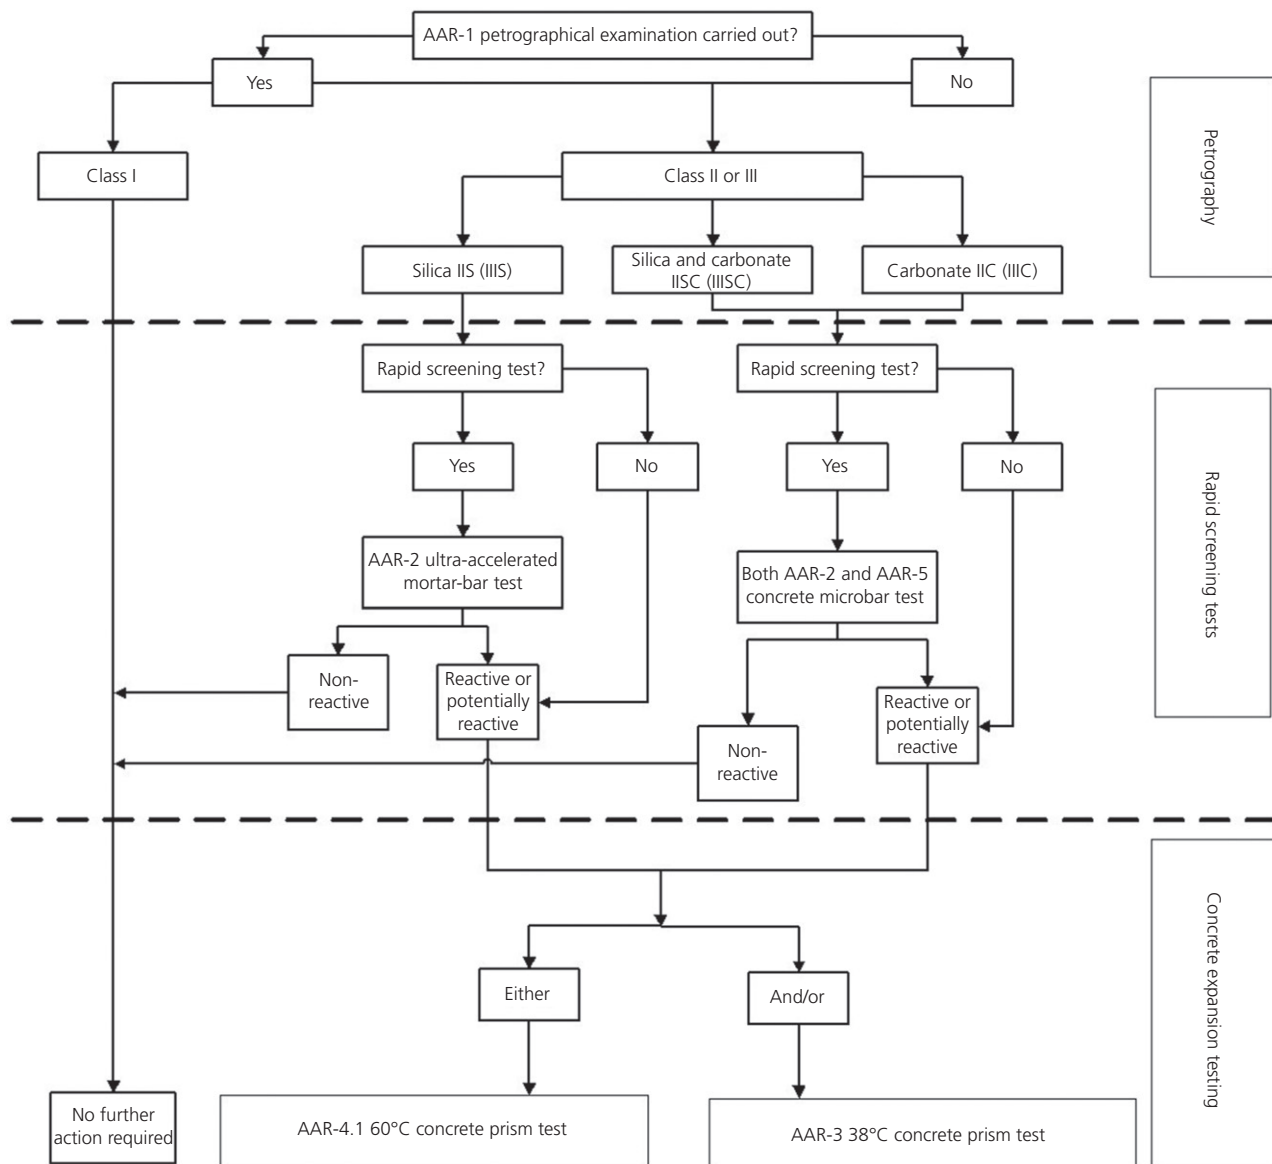 AAR-1 petrographical examination carried out?
Yes
No
Petrography
Class I
Class II or III
Silica IIS (IIIS)
Silica and carbonate
IISC (IIISC)
Carbonate IIC (IIIC)
Rapid screening test?
Rapid screening test?
Yes
No
Yes
No
Rapid screening tests
AAR-2 ultra-accelerated
mortar-bar test
Both AAR-2 and AAR-5
concrete microbar test
Non-
reactive
Reactive or
potentially
reactive
Non-
reactive
Reactive or
potentially
reactive
Concrete expansion testing
Either
And/or
No further
action required
AAR-4.1 60°C concrete prism test
AAR-3 38°C concrete prism test